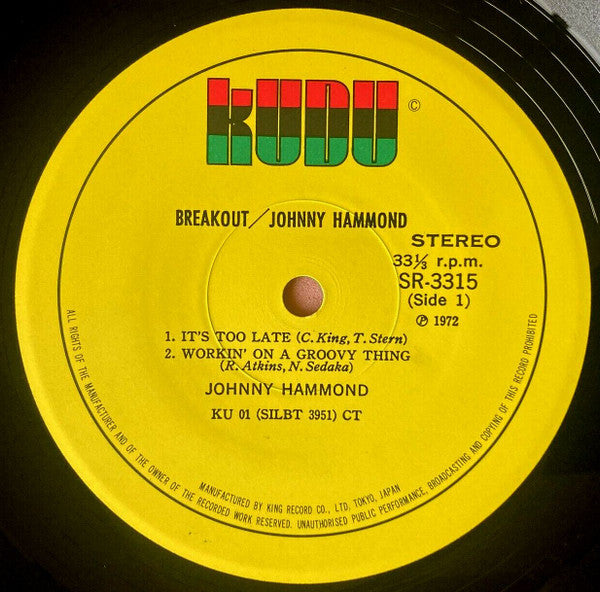 KUDU ©
BREAKOUT/JOHNNY HAMMOND
STEREO
33⅓ r.p.m.
SR-3315
(Side 1)
℗ 1972
1. IT'S TOO LATE (C. King, T. Stern)
2. WORKIN' ON A GROOVY THING
(R. Atkins, N. Sedaka)
JOHNNY HAMMOND
KU 01 (SILBT 3951) CT
MANUFACTURED BY KING RECORD CO., LTD, TOKYO, JAPAN
ALL RIGHTS OF THE MANUFACTURER AND OF THE OWNER OF THE RECORDED WORK RESERVED. UNAUTHORISED PUBLIC PERFORMANCE, BROADCASTING AND COPYING OF THIS RECORD PROHIBITED